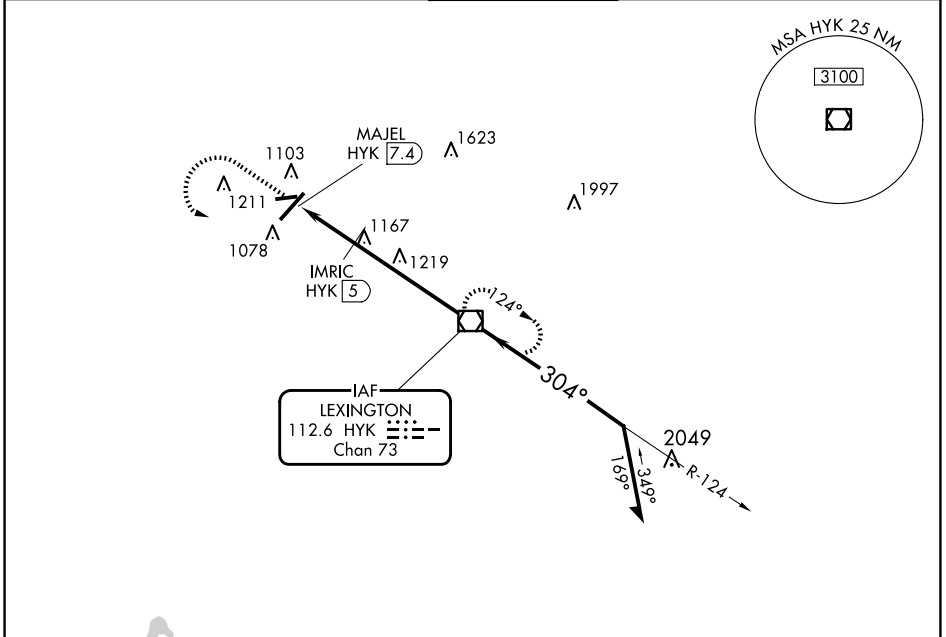 MSA HYK 25 NM
3100
MAJEL
HYK 7.4
1623
1103
1211
1997
1078
1167
1219
IMRIC
HYK 5
124°
304°
IAF
LEXINGTON
112.6 HYK
Chan 73
2049
R-124
169°
349°